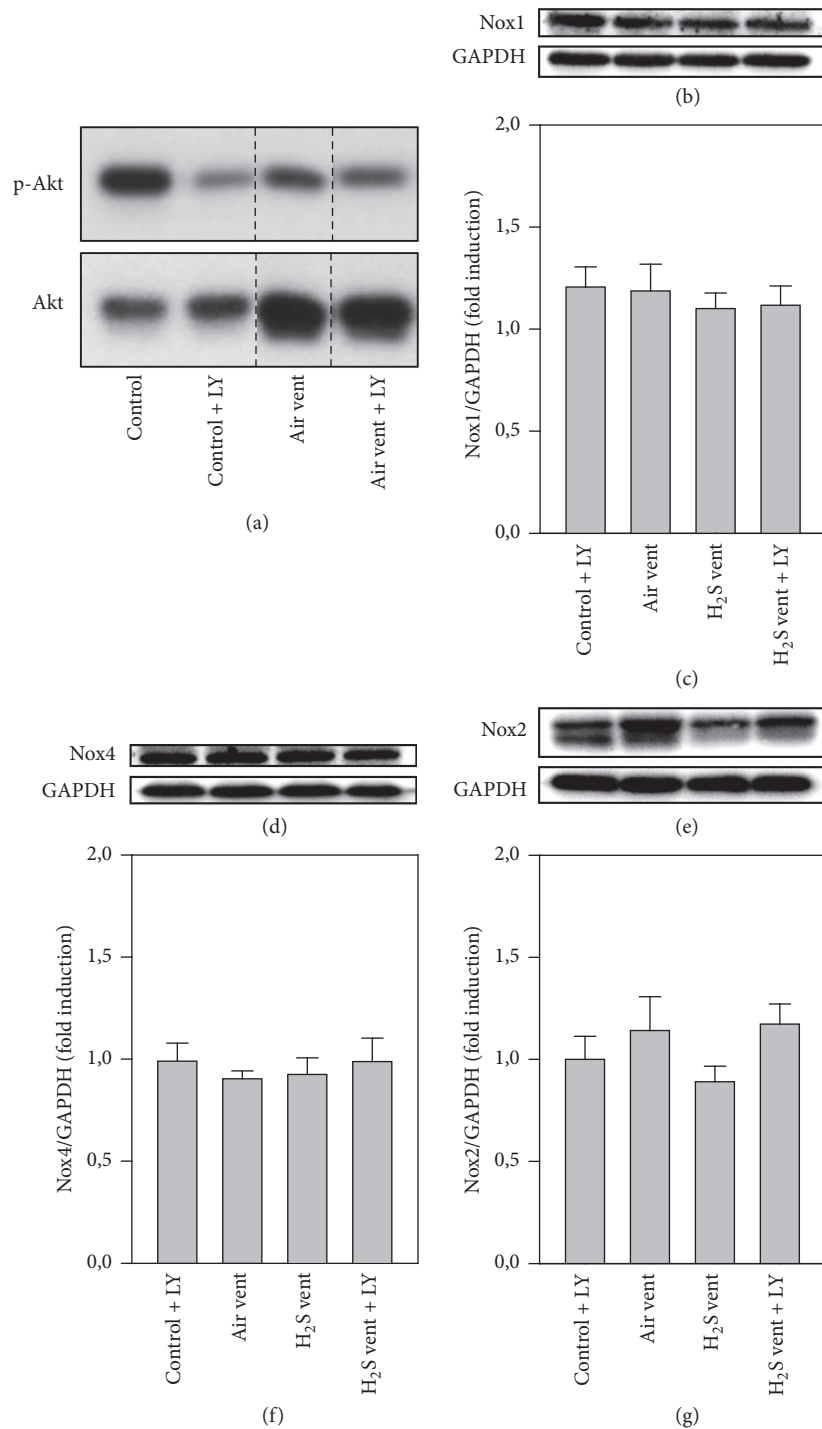 Nox1
GAPDH
(b)
p-Akt
Akt
Control
Control + LY
Air vent
Air vent + LY
(a)
Nox1/GAPDH (fold induction)
2,0
1,5
1,0
0,5
0,0
Control + LY
Air vent
H₂S vent
H₂S vent + LY
(c)
Nox4
GAPDH
(d)
Nox2
GAPDH
(e)
Nox4/GAPDH (fold induction)
2,0
1,5
1,0
0,5
0,0
Control + LY
Air vent
H₂S vent
H₂S vent + LY
(f)
Nox2/GAPDH (fold induction)
2,0
1,5
1,0
0,5
0,0
Control + LY
Air vent
H₂S vent
H₂S vent + LY
(g)